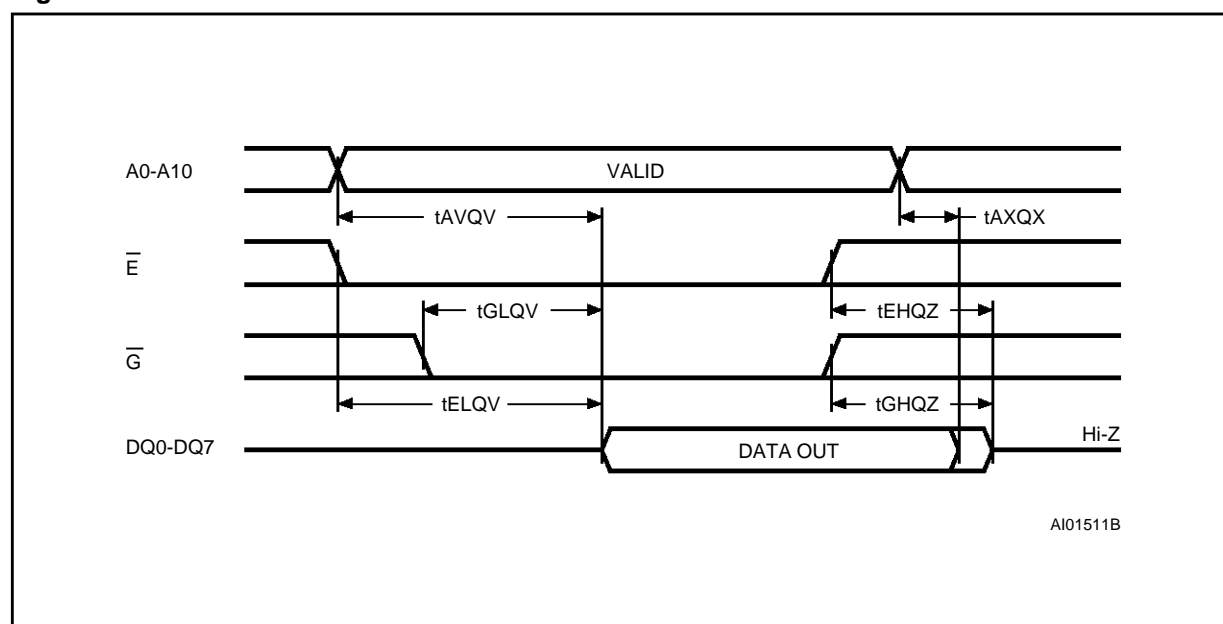 A0-A10
VALID
tAVQV
tAXQX
E
tGLQV
tEHQZ
G
tELQV
tGHQZ
DQ0-DQ7
DATA OUT
Hi-Z
AI01511B